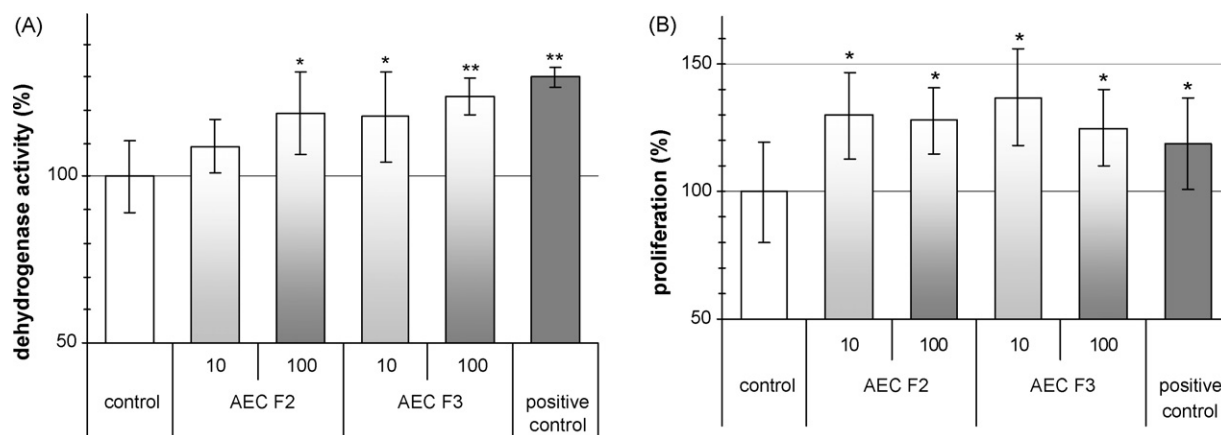 (A)
dehydrogenase activity (%)
100
50
*
*
**
**
10
100
10
100
control
AEC F2
AEC F3
positive
control
(B)
proliferation (%)
150
100
50
*
*
*
*
*
10
100
10
100
control
AEC F2
AEC F3
positive
control